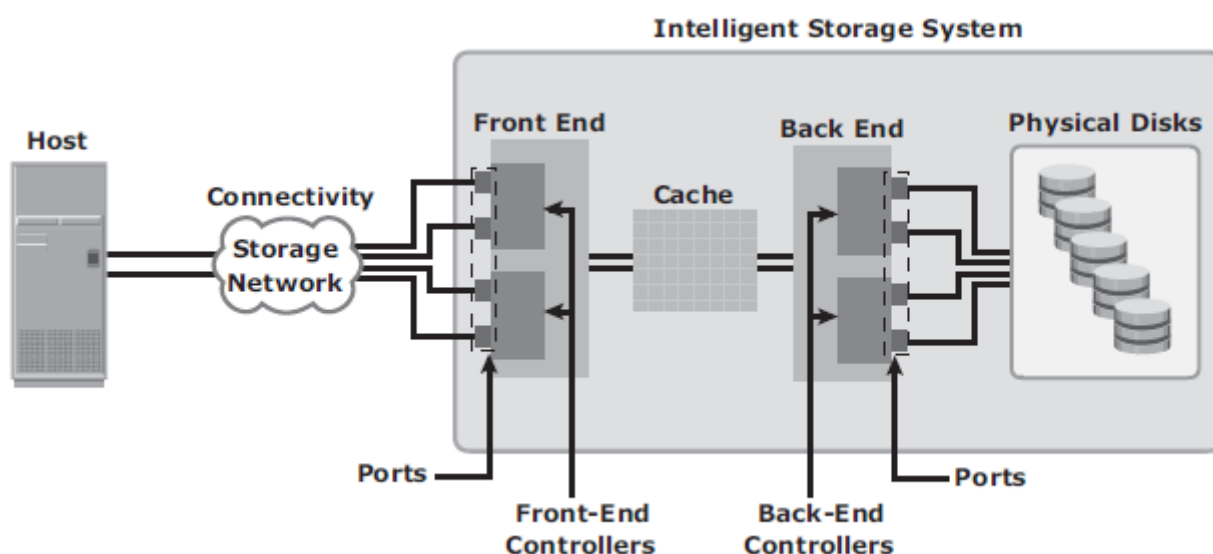 Intelligent Storage System
Host
Front End
Back End
Physical Disks
Connectivity
Cache
Storage
Network
Ports
Ports
Front-End
Controllers
Back-End
Controllers